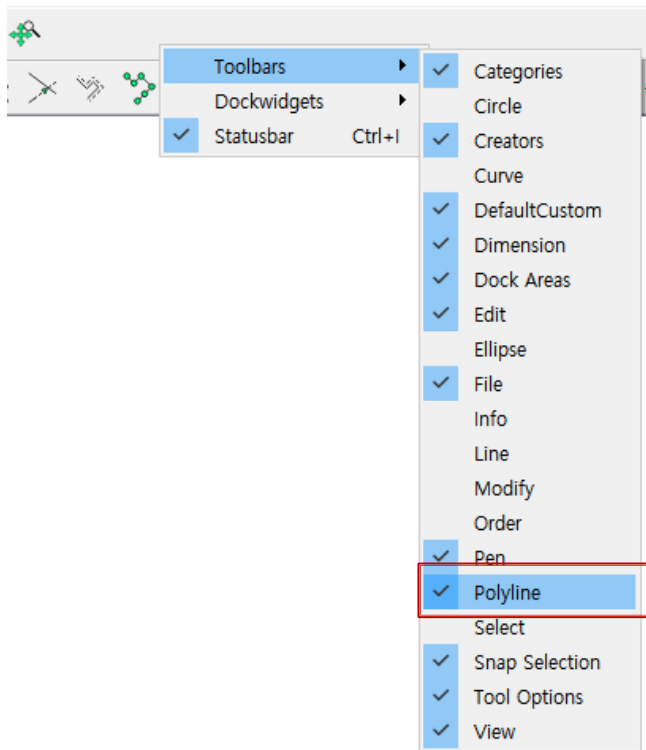 Toolbars
Dockwidgets
Statusbar Ctrl+I
Categories
Circle
Creators
Curve
DefaultCustom
Dimension
Dock Areas
Edit
Ellipse
File
Info
Line
Modify
Order
Pen
Polyline
Select
Snap Selection
Tool Options
View